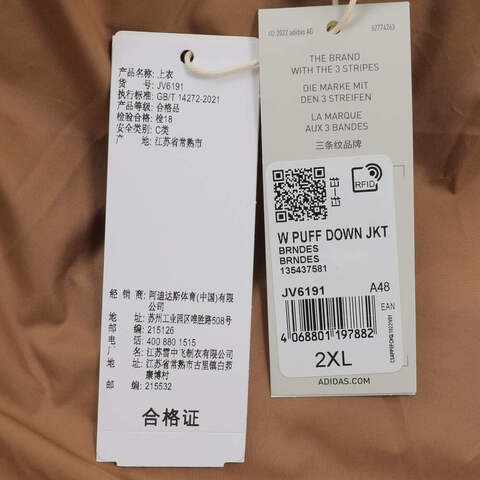 产品名称: 上衣
货 号: JV6191
执行标准: GB/T 14272-2021
产品等级: 合格品
检验合格: 检18
安全类别: C类
产 地: 江苏省常熟市
经 销 商: 阿迪达斯体育(中国)有限
公司
地址: 苏州工业园区唯亭路508号
邮编: 215126
电话: 400 880 1515
厂名: 江苏雪中飞制衣有限公司
地址: 江苏省常熟市古里镇白茆
康博村
邮 编: 215532
合格证
(C) 2022 adidas AG
62774263
THE BRAND
WITH THE 3 STRIPES
DIE MARKE MIT
DEN 3 STREIFEN
LA MARQUE
AUX 3 BANDES
三条纹品牌
RFID
W PUFF DOWN JKT
BRNDES
BRNDES
135437581
JV6191 A48
EAN
4 068801 197882
2XL
ADIDAS.COM